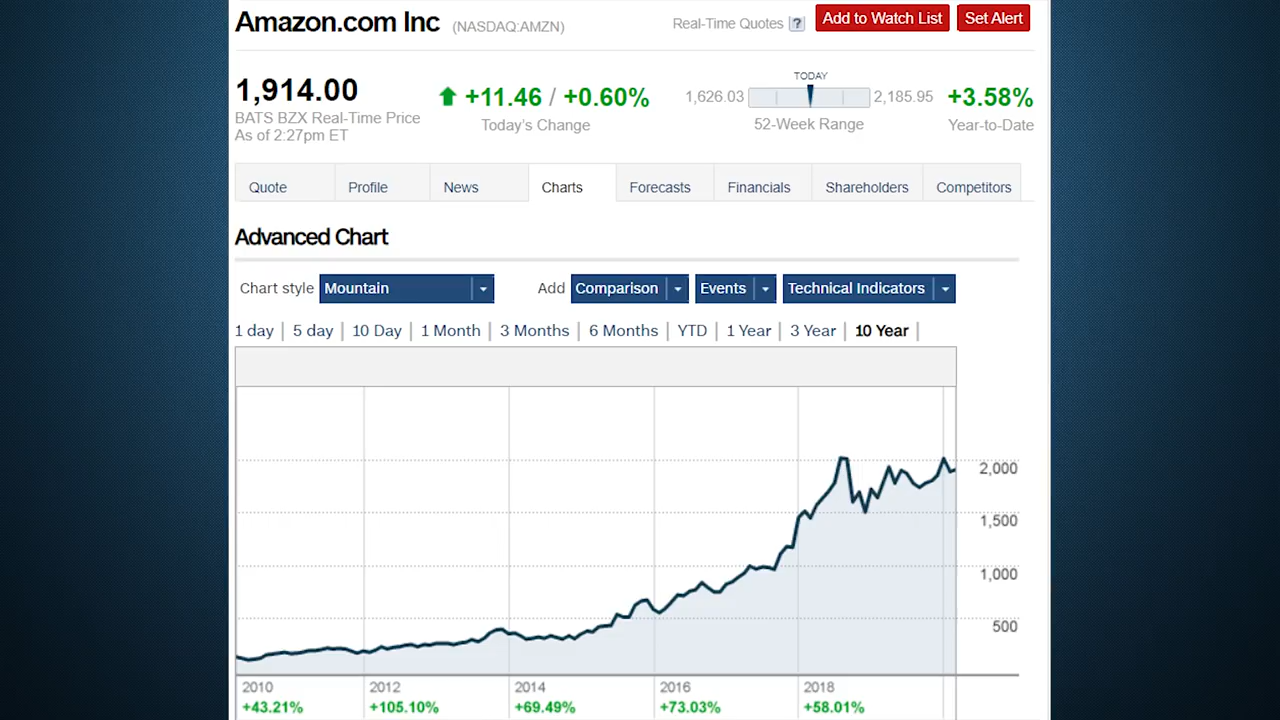 Amazon.com Inc (NASDAQ:AMZN) Real-Time Quotes ? Add to Watch List Set Alert
TODAY
1,914.00 +11.46 / +0.60% 1,626.03 2,185.95 +3.58%
BATS BZX Real-Time Price Today's Change 52-Week Range Year-to-Date
As of 2:27pm ET
Quote Profile News Charts Forecasts Financials Shareholders Competitors
Advanced Chart
Chart style Mountain Add Comparison Events Technical Indicators
1 day | 5 day | 10 Day | 1 Month | 3 Months | 6 Months | YTD | 1 Year | 3 Year | 10 Year |
2,000
1,500
1,000
500
2010 2012 2014 2016 2018
+43.21% +105.10% +69.49% +73.03% +58.01%